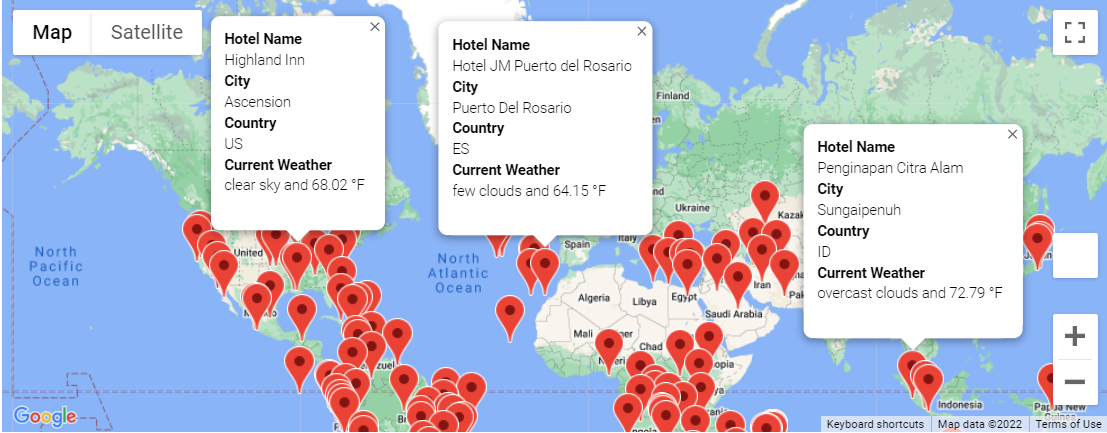 Map
Satellite
Hotel Name
Highland Inn
City
Ascension
Country
US
Current Weather
clear sky and 68.02 °F
Hotel Name
Hotel JM Puerto del Rosario
City
Puerto Del Rosario
Country
ES
Current Weather
few clouds and 64.15 °F
Hotel Name
Penginapan Citra Alam
City
Sungaipenuh
Country
ID
Current Weather
overcast clouds and 72.79 °F
Finland
Ukraine
Kazak
North
Pacific
Ocean
United
North
Atlantic
Ocean
Spain
Italy
Algeria
Libya
Egypt
Iran
Saudi Arabia
Mali
Chad
Indonesia
Papua New
Google
Keyboard shortcuts
Map data ©2022
Terms of Use